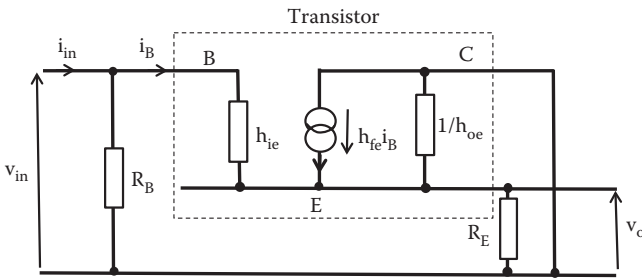 Transistor
i_in
i_B
B
C
h_ie
h_fe i_B
1/h_oe
v_in
R_B
E
R_E
v_o